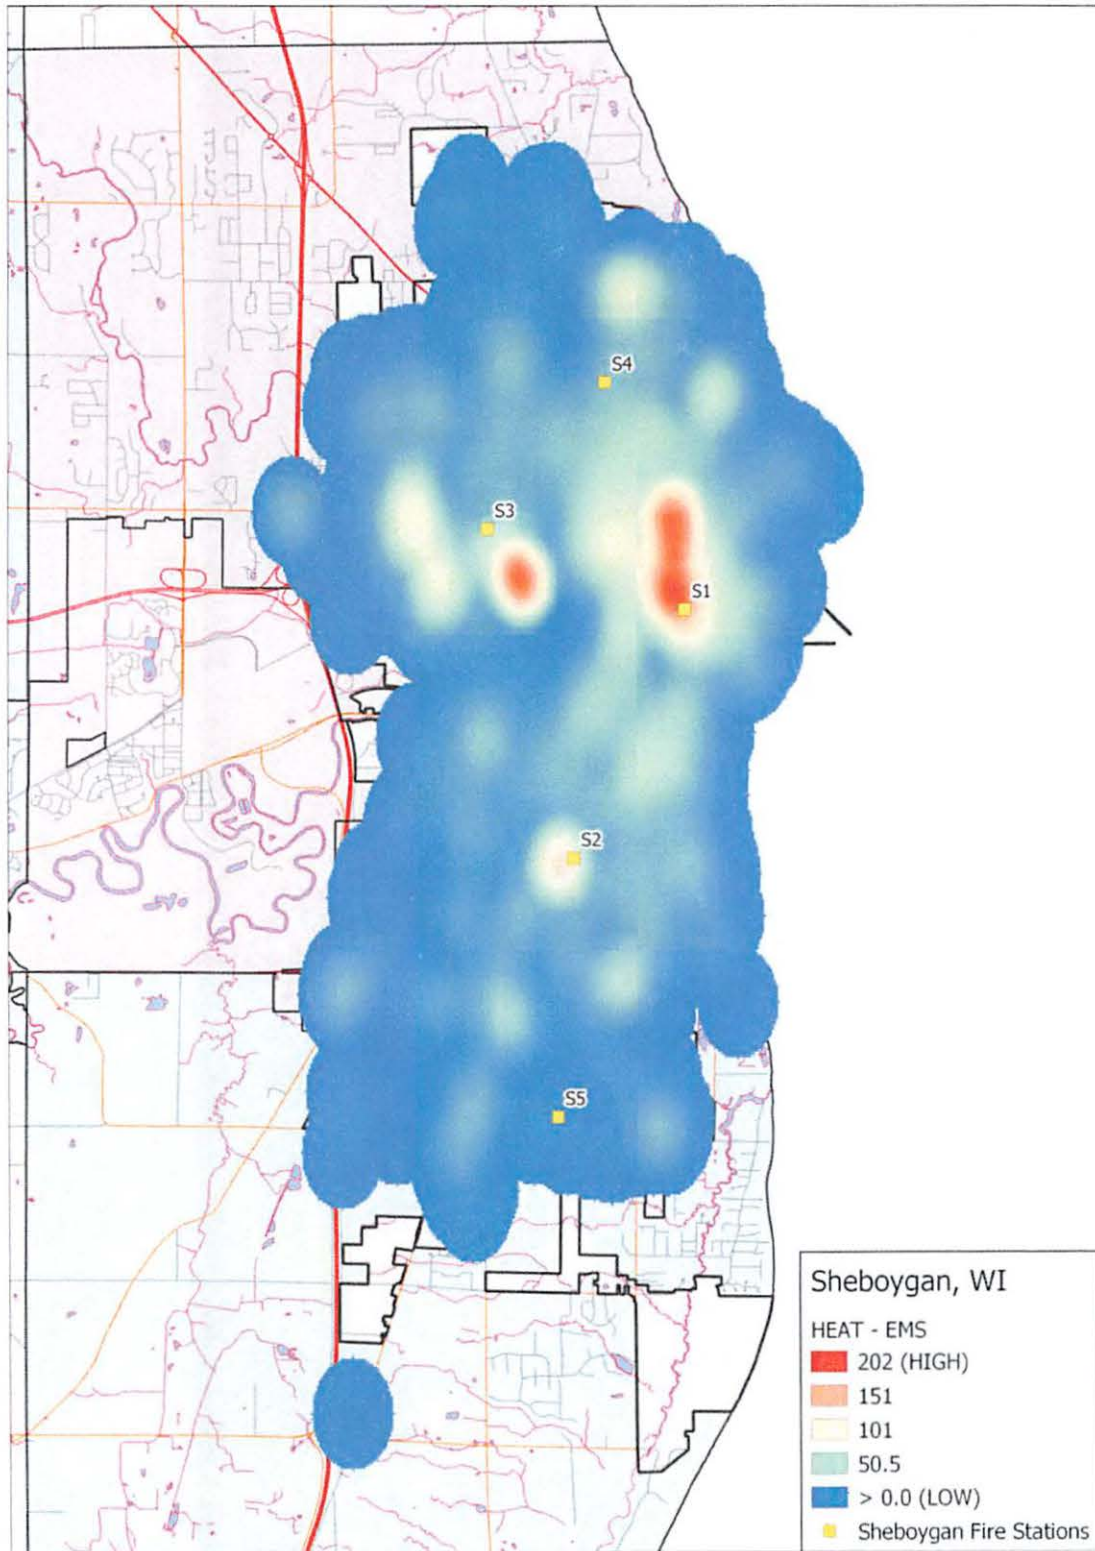 S4
S3
S1
S2
S5
Sheboygan, WI
HEAT - EMS
202 (HIGH)
151
101
50.5
> 0.0 (LOW)
Sheboygan Fire Stations